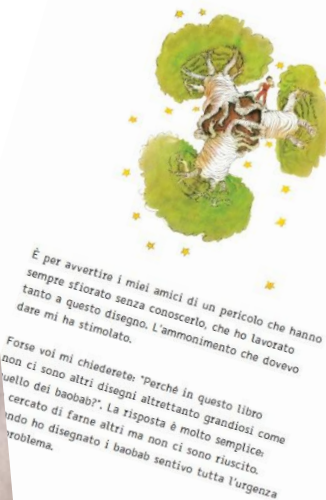 È per avvertire i miei amici di un pericolo che hanno
sempre sfiorato senza conoscerlo, che ho lavorato
tanto a questo disegno. L'ammonimento che dovevo
dare mi ha stimolato.
Forse voi mi chiederete: "Perché in questo libro
non ci sono altri disegni altrettanto grandiosi come
quello dei baobab?". La risposta è molto semplice:
cercato di farne altri ma non ci sono riuscito.
ando ho disegnato i baobab sentivo tutta l'urgenza
problema.